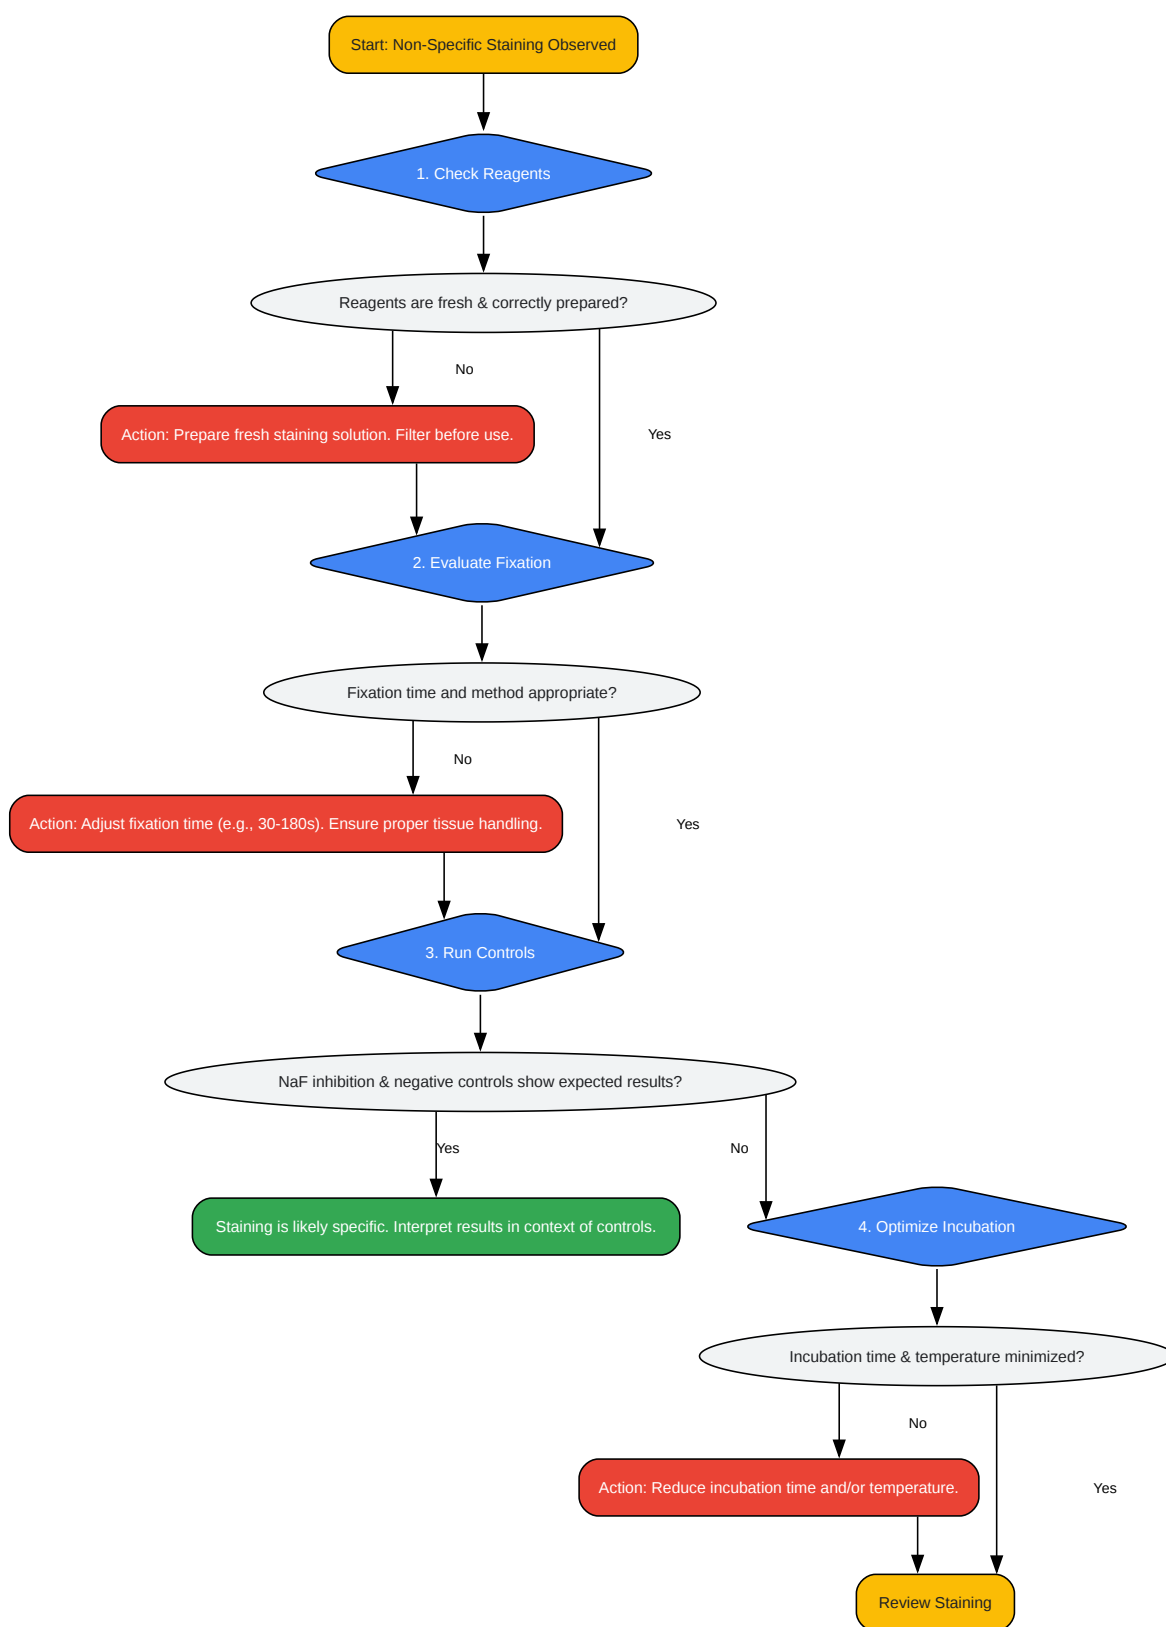 Start: Non-Specific Staining Observed
1. Check Reagents
Reagents are fresh & correctly prepared?
No
Action: Prepare fresh staining solution. Filter before use.
Yes
2. Evaluate Fixation
Fixation time and method appropriate?
No
Action: Adjust fixation time (e.g., 30-180s). Ensure proper tissue handling.
Yes
3. Run Controls
NaF inhibition & negative controls show expected results?
Yes
No
Staining is likely specific. Interpret results in context of controls.
4. Optimize Incubation
Incubation time & temperature minimized?
No
Action: Reduce incubation time and/or temperature.
Yes
Review Staining